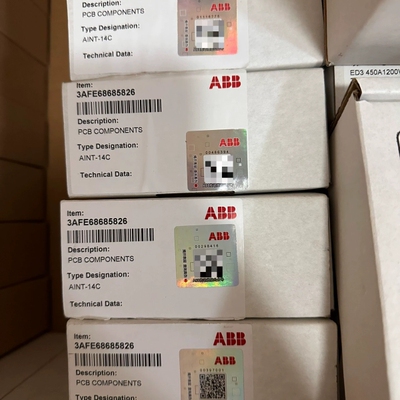 Description:
PCB COMPONENTS
Type Designation:
AINT-14C
Technical Data:
ABB
Item:
3AFE68685826
Description:
PCB COMPONENTS
Type Designation:
AINT-14C
Technical Data:
ED3 450A1200V
ABB
Item:
3AFE68685826
Description:
PCB COMPONENTS
Type Designation:
AINT-14C
Technical Data:
ABB
Item:
3AFE68685826
Description:
PCB COMPONENTS
Type Designation: